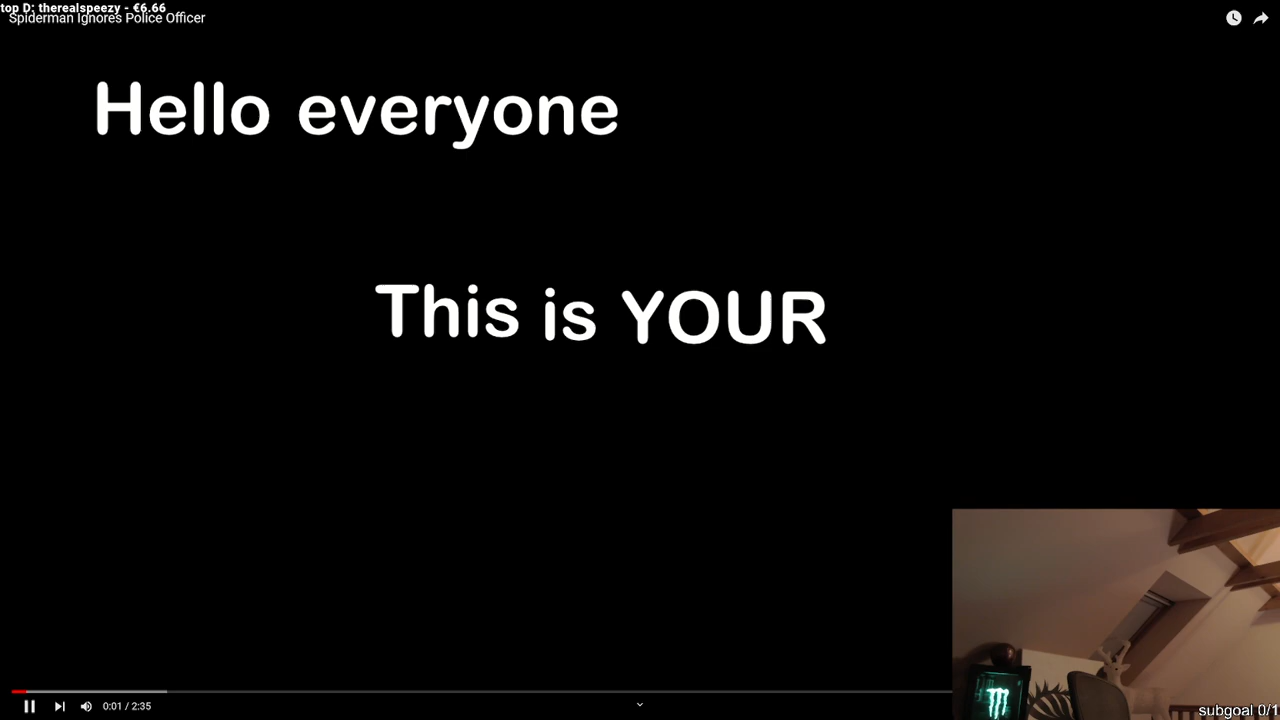 top D: therealspeezy - €6.66
Spiderman Ignores Police Officer
Hello everyone
This is YOUR
0:01 / 2:35
subgoal 0/1